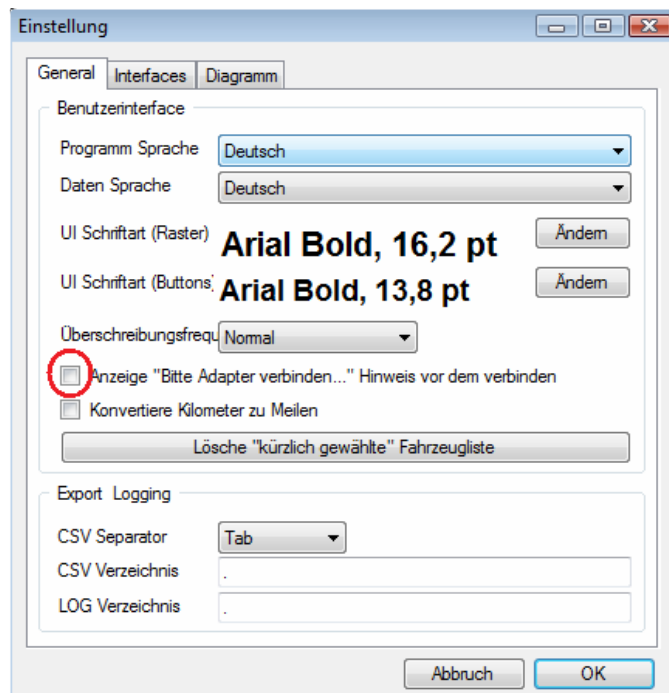 Einstellung
General Interfaces Diagramm
Benutzerinterface
Programm Sprache Deutsch
Daten Sprache Deutsch
UI Schriftart (Raster) Arial Bold, 16,2 pt Ändern
UI Schriftart (Buttons) Arial Bold, 13,8 pt Ändern
Überschreibungsfrequ Normal
Anzeige "Bitte Adapter verbinden..." Hinweis vor dem verbinden
Konvertiere Kilometer zu Meilen
Lösche "kürzlich gewählte" Fahrzeugliste
Export Logging
CSV Separator Tab
CSV Verzeichnis .
LOG Verzeichnis .
Abbruch OK